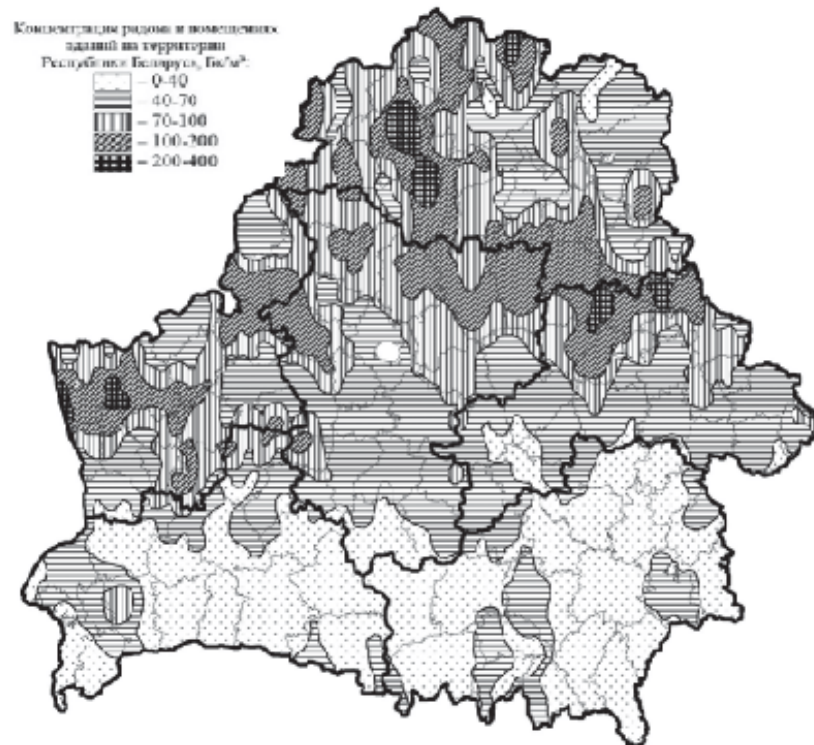 Концентрация радона в помещениях
зданий на территории
Республики Беларусь, Бк/м³:
– 0-40
– 40-70
– 70-100
– 100-200
– 200-400